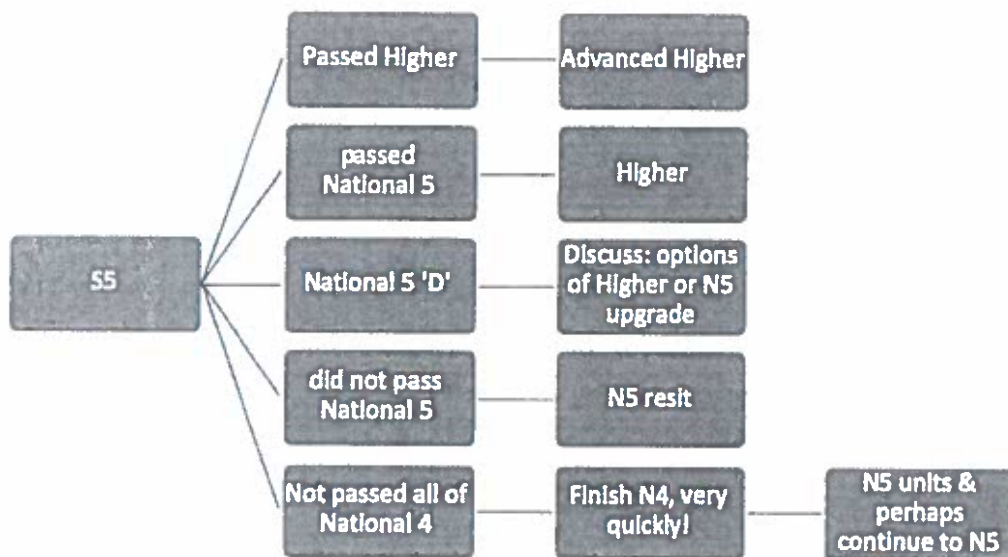 Passed Higher
Advanced Higher
passed
National 5
Higher
S5
National 5 'D'
Discuss: options
of Higher or N5
upgrade
did not pass
National 5
N5 resit
Not passed all of
National 4
Finish N4, very
quickly!
N5 units &
perhaps
continue to N5